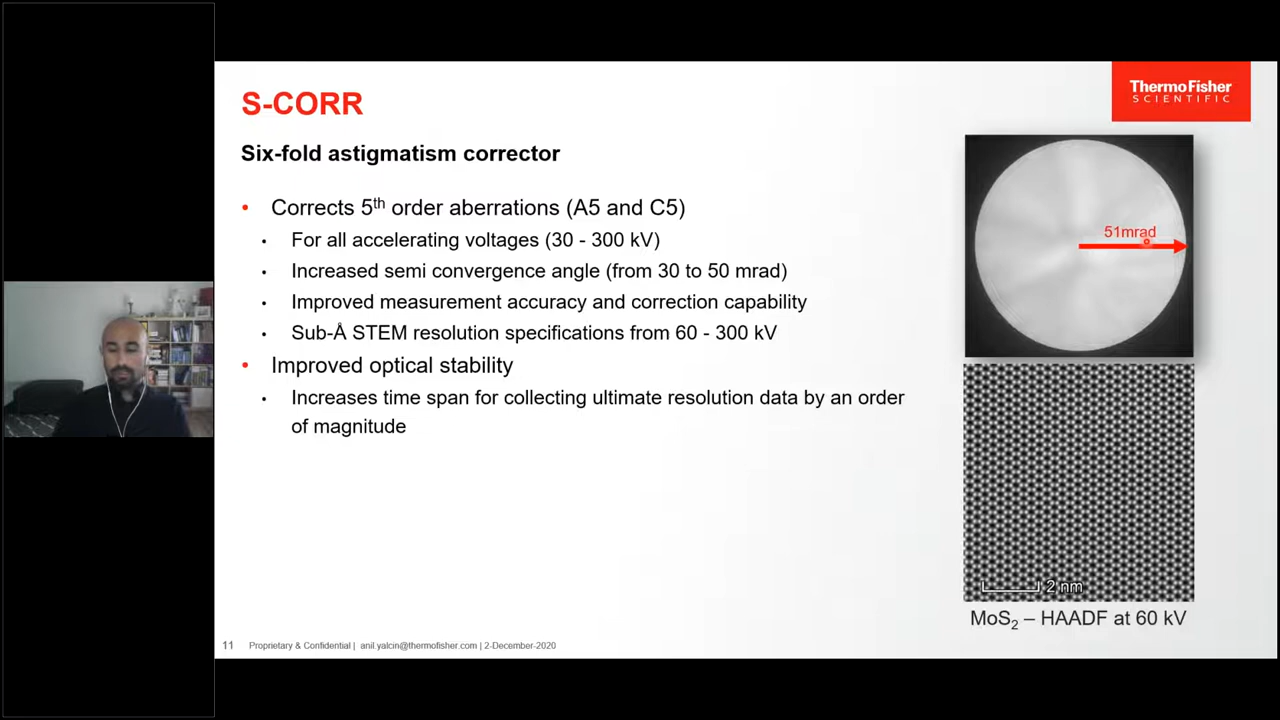 S-CORR
ThermoFisher
SCIENTIFIC
Six-fold astigmatism corrector
• Corrects 5th order aberrations (A5 and C5)
• For all accelerating voltages (30 - 300 kV)
• Increased semi convergence angle (from 30 to 50 mrad)
• Improved measurement accuracy and correction capability
• Sub-Å STEM resolution specifications from 60 - 300 kV
• Improved optical stability
• Increases time span for collecting ultimate resolution data by an order
of magnitude
51mrad
2 nm
MoS2 – HAADF at 60 kV
11 Proprietary & Confidential | anil.yalcin@thermofisher.com | 2-December-2020